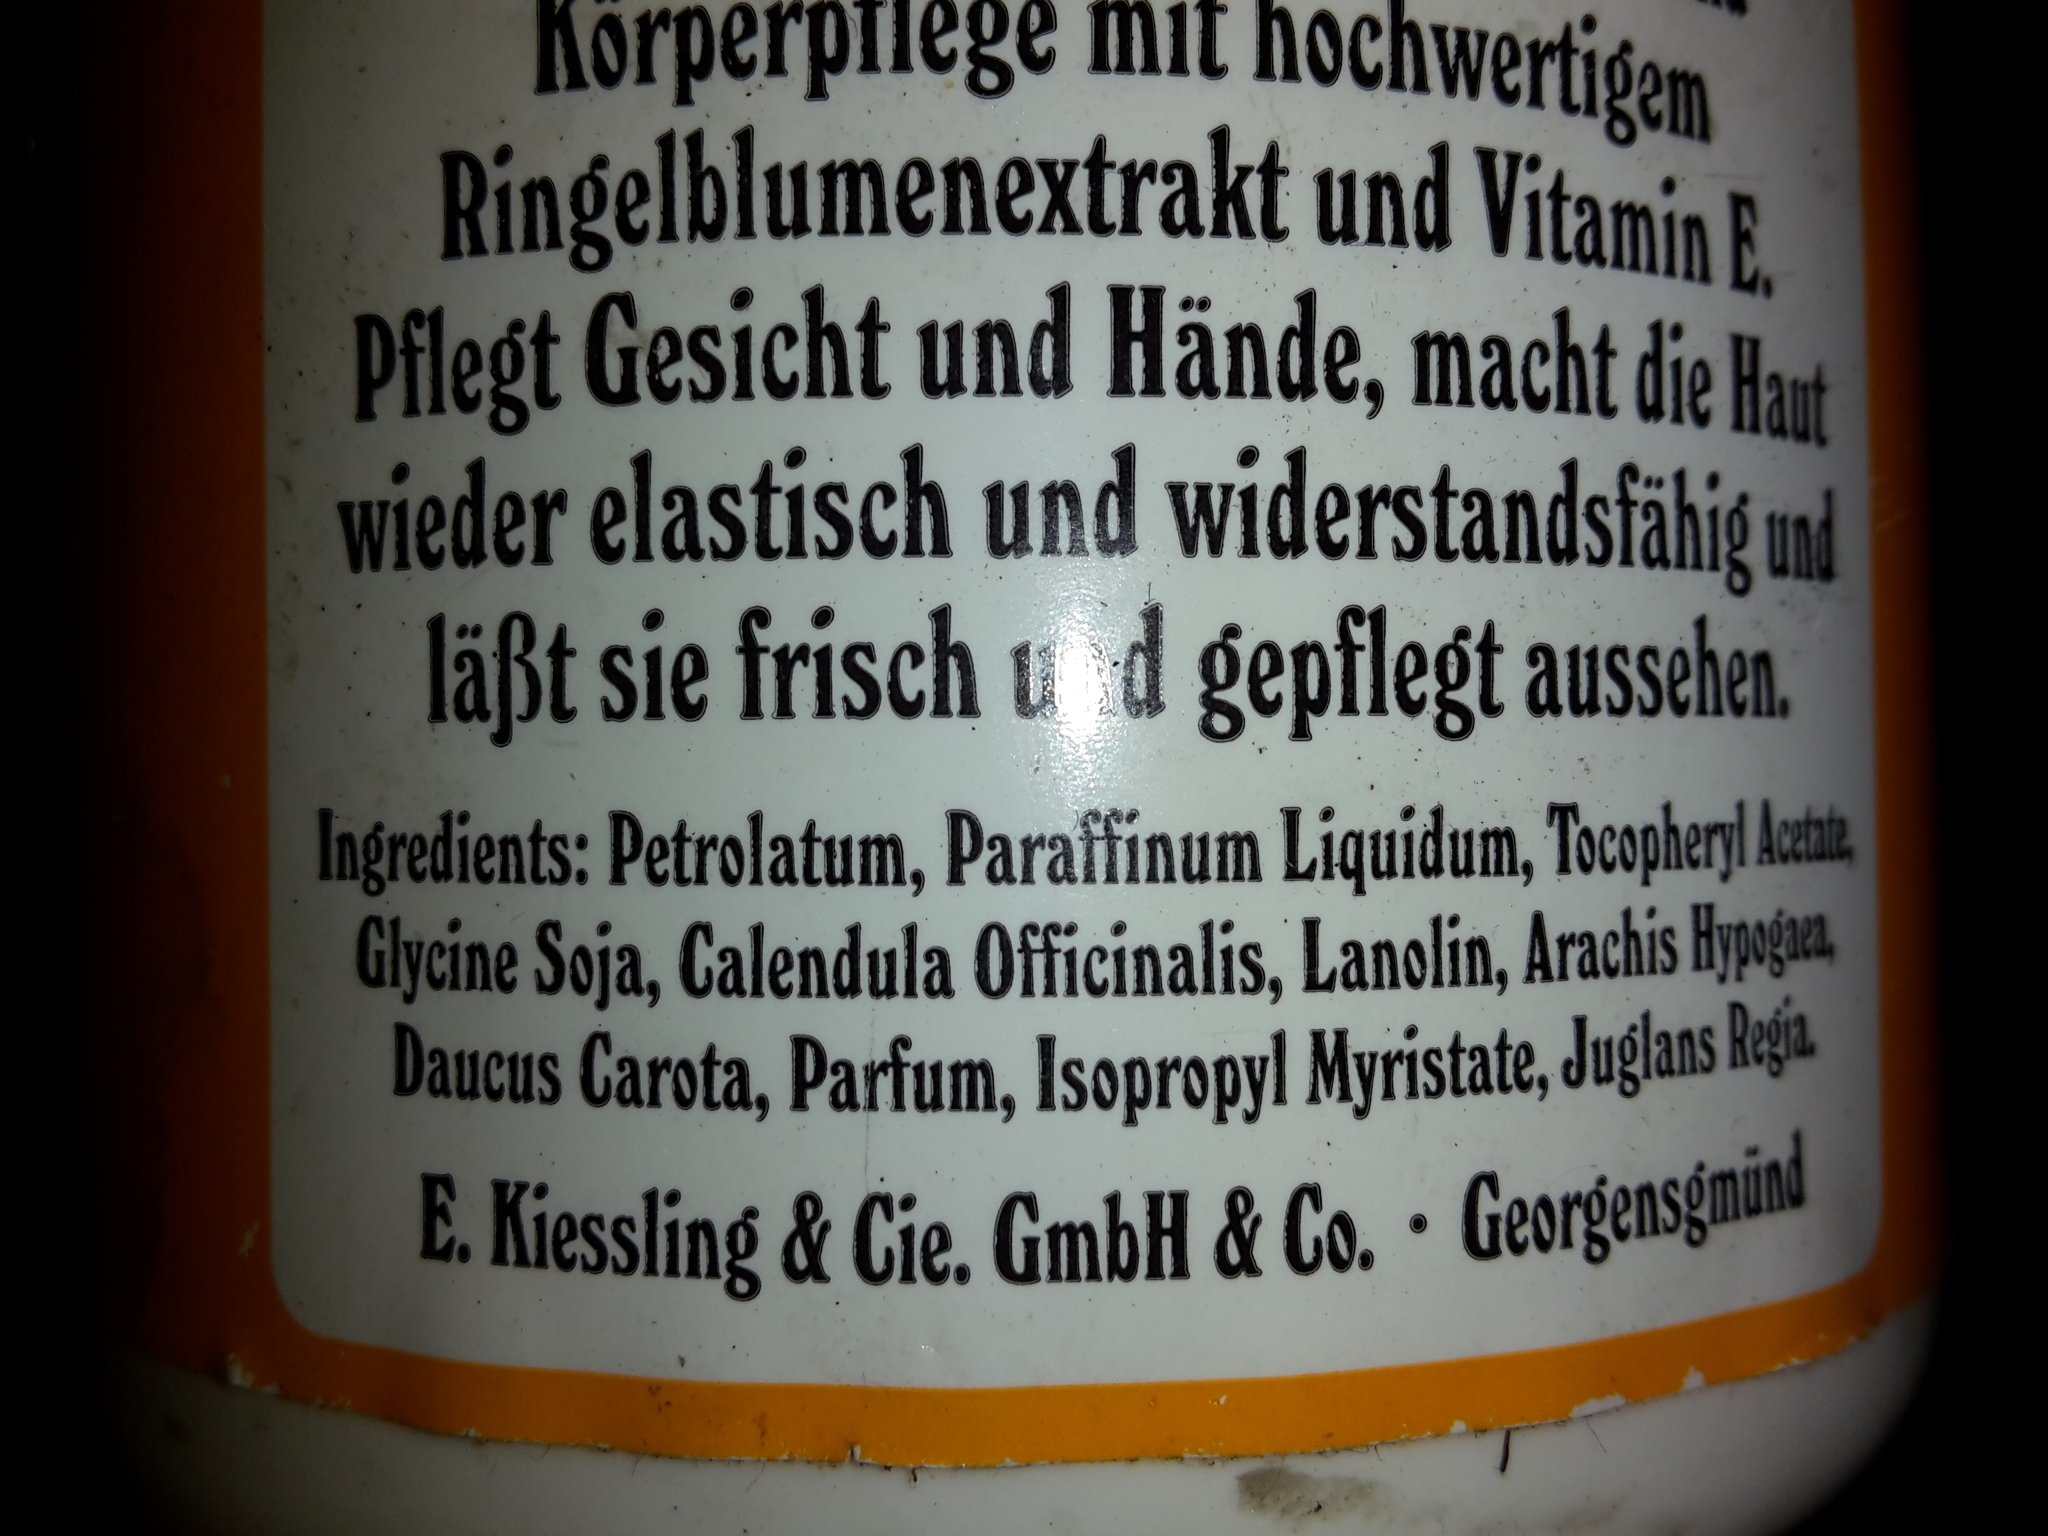 Körperpflege mit hochwertigem
Ringelblumenextrakt und Vitamin E.
Pflegt Gesicht und Hände, macht die Haut
wieder elastisch und widerstandsfähig und
läßt sie frisch und gepflegt aussehen.
Ingredients: Petrolatum, Paraffinum Liquidum, Tocopheryl Acetate,
Glycine Soja, Calendula Officinalis, Lanolin, Arachis Hypogaea,
Daucus Carota, Parfum, Isopropyl Myristate, Juglans Regia.
E. Kiessling & Cie. GmbH & Co. · Georgensgmünd